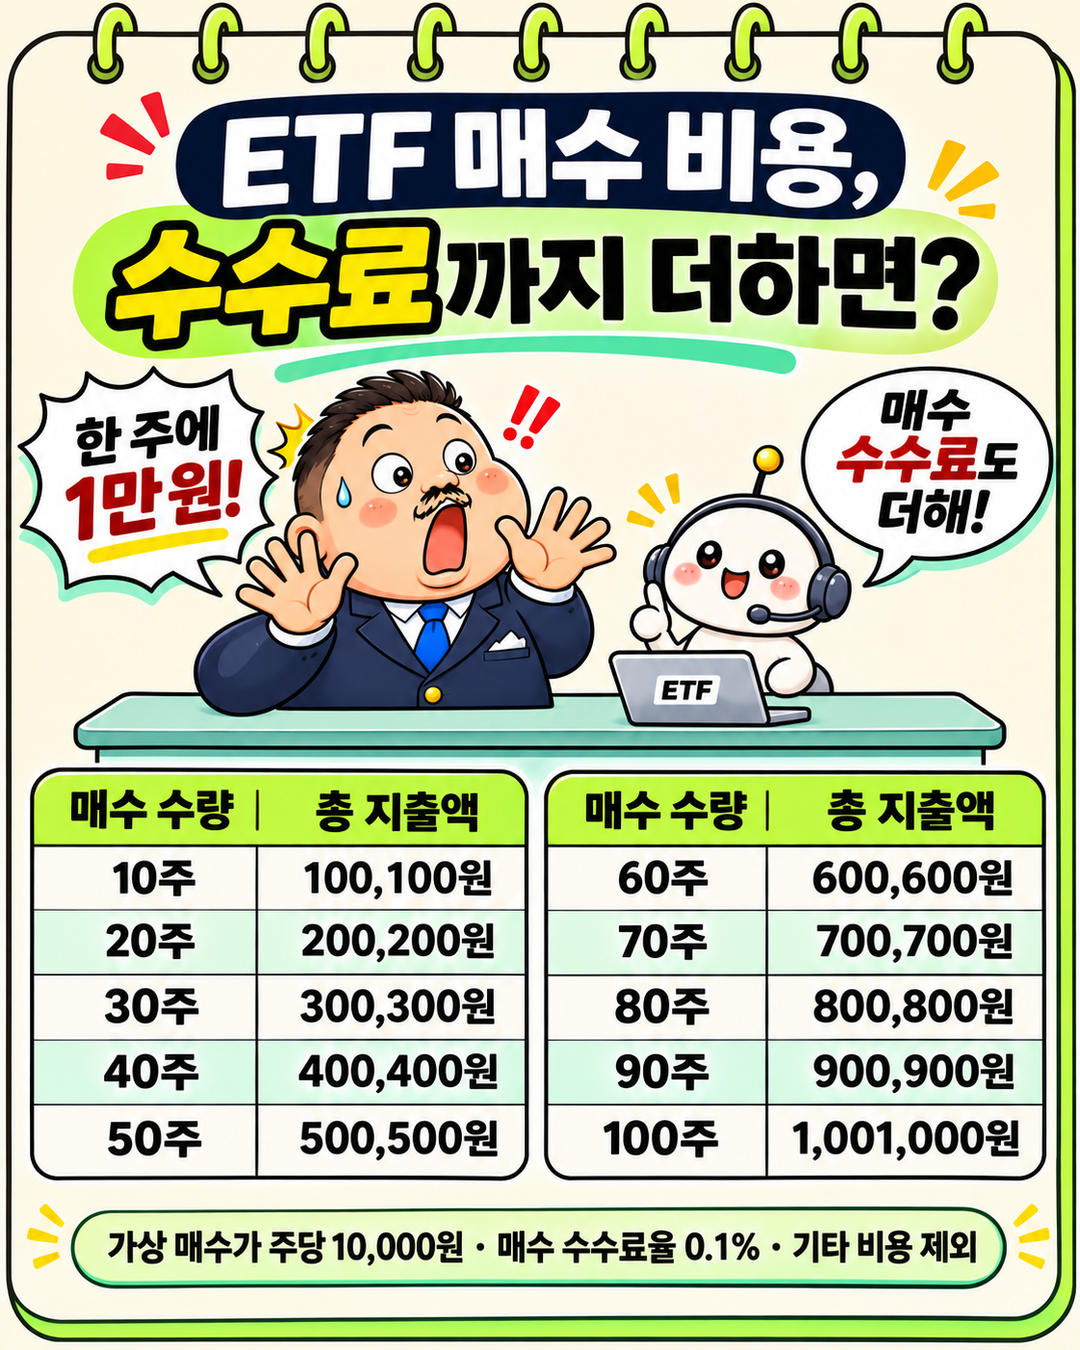 ETF 매수 비용,
수수료까지 더하면?
한 주에
1만 원!
매수
수수료도
더해!
ETF
매수 수량 | 총 지출액
10주 100,100원
20주 200,200원
30주 300,300원
40주 400,400원
50주 500,500원
매수 수량 | 총 지출액
60주 600,600원
70주 700,700원
80주 800,800원
90주 900,900원
100주 1,001,000원
가상 매수가 주당 10,000원 · 매수 수수료율 0.1% · 기타 비용 제외